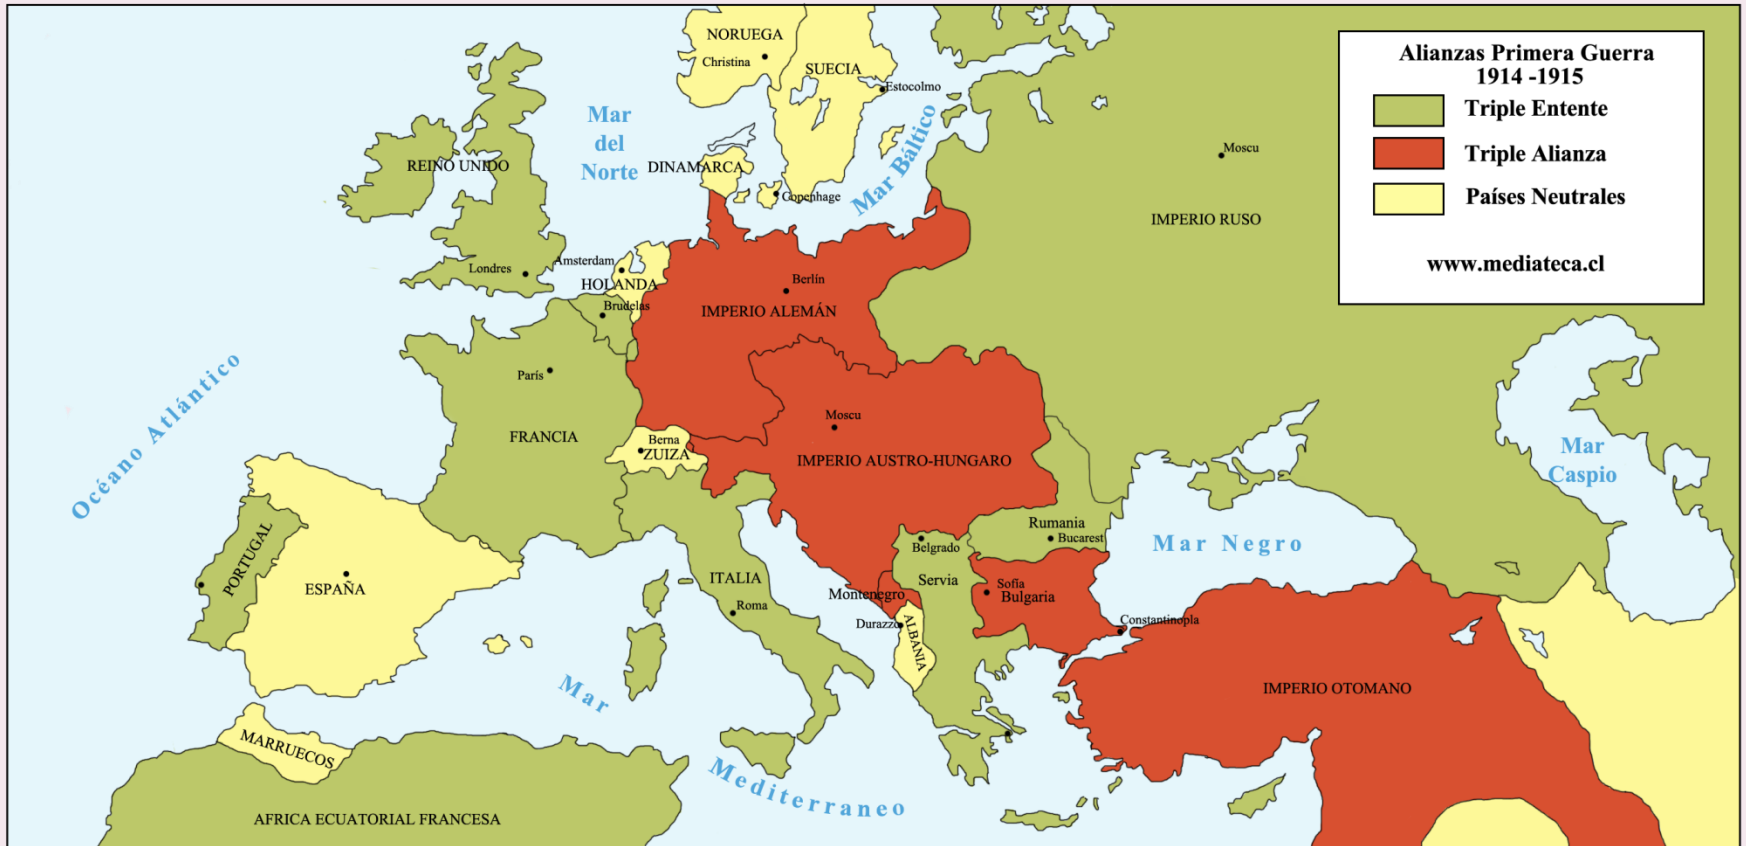 Alianzas Primera Guerra
1914 -1915
Triple Entente
Triple Alianza
Países Neutrales
www.mediateca.cl
NORUEGA
Christina
SUECIA
Estocolmo
Mar
del
Norte
DINAMARCA
Copenhage
Mar Báltico
Moscu
IMPERIO RUSO
REINO UNIDO
Londres
Amsterdam
HOLANDA
Brudelas
Berlín
IMPERIO ALEMÁN
París
FRANCIA
Océano Atlántico
Berna
ZUIZA
Moscu
IMPERIO AUSTRO-HUNGARO
Mar
Caspio
PORTUGAL
ESPAÑA
ITALIA
Roma
Rumania
Bucarest
Belgrado
Servia
Mar Negro
Montenegro
Durazzo
ALBANIA
Sofía
Bulgaria
Constantinopla
IMPERIO OTOMANO
Mar
Mediterraneo
MARRUECOS
AFRICA ECUATORIAL FRANCESA